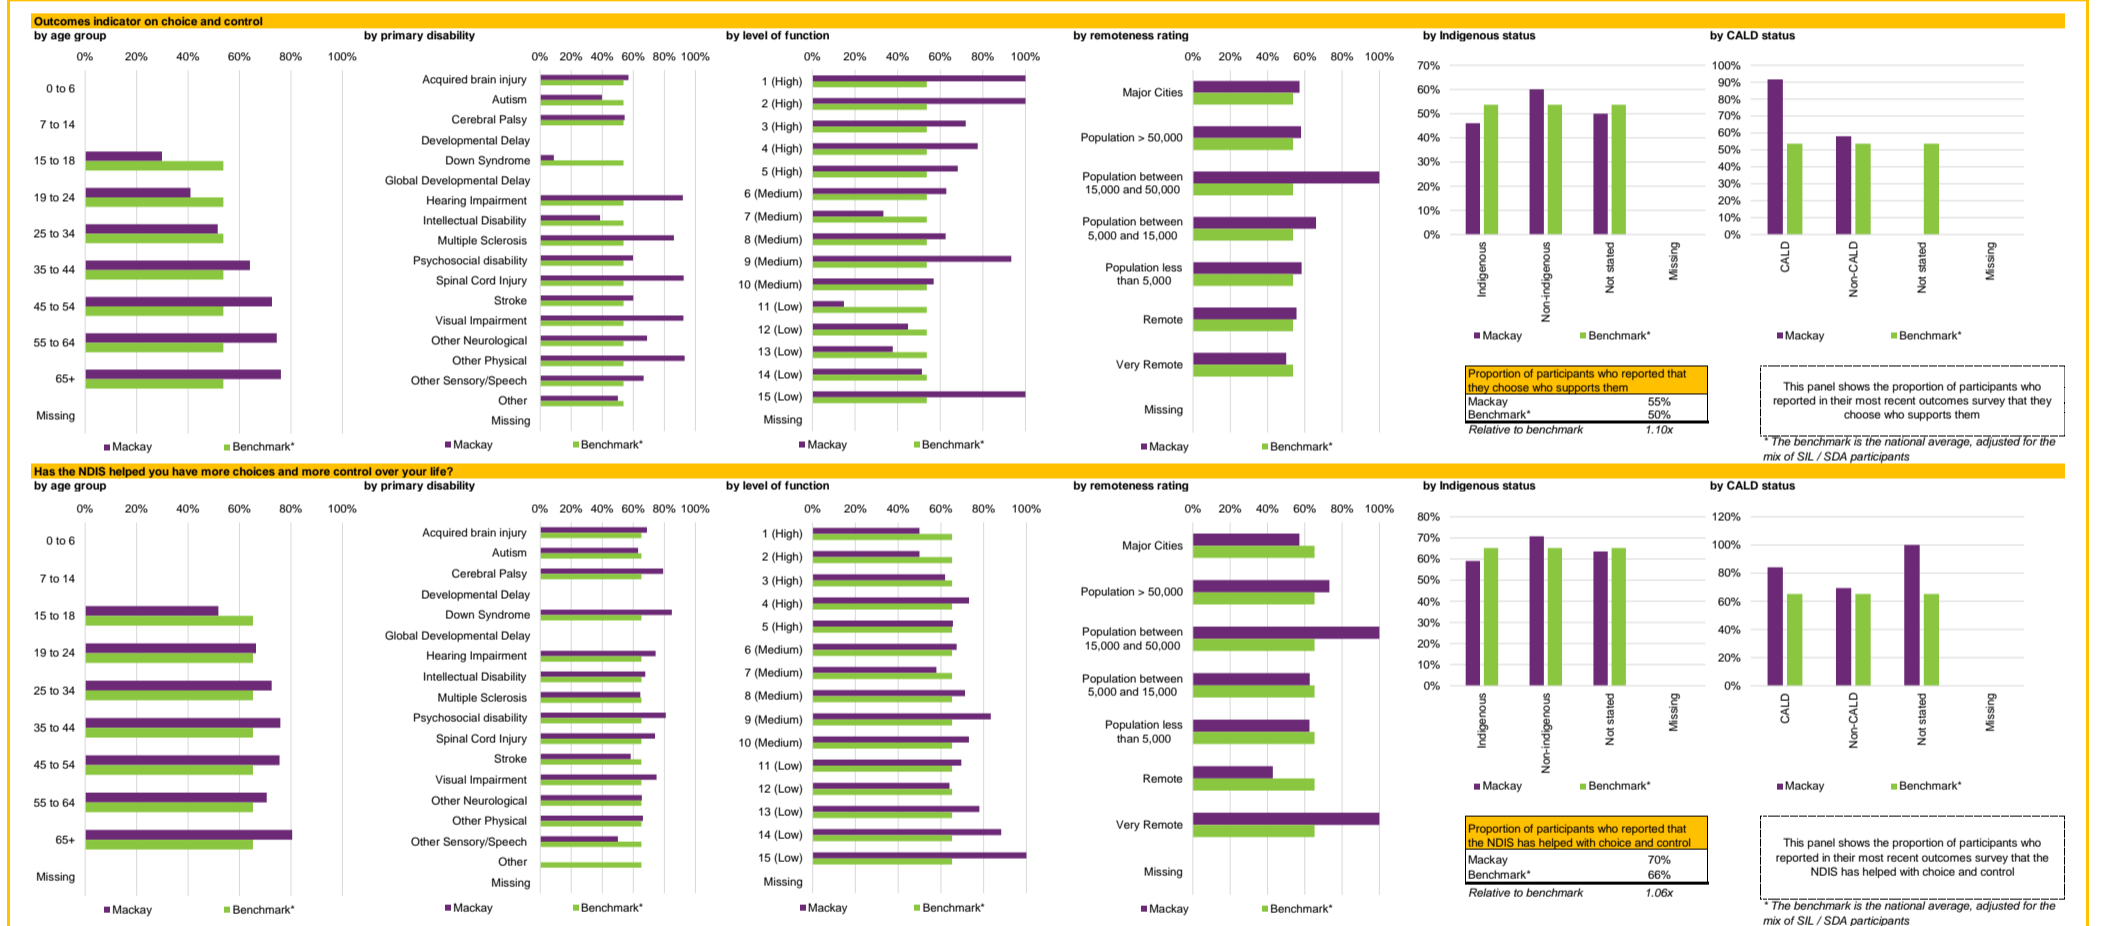 Outcomes indicator on choice and control
by age group
0% 20% 40% 60% 80% 100%
0 to 6
7 to 14
15 to 18
19 to 24
25 to 34
35 to 44
45 to 54
55 to 64
65+
Missing
Mackay Benchmark*
by primary disability
0% 20% 40% 60% 80% 100%
Acquired brain injury
Autism
Cerebral Palsy
Developmental Delay
Down Syndrome
Global Developmental Delay
Hearing Impairment
Intellectual Disability
Multiple Sclerosis
Psychosocial disability
Spinal Cord Injury
Stroke
Visual Impairment
Other Neurological
Other Physical
Other Sensory/Speech
Other
Missing
Mackay Benchmark*
by level of function
0% 20% 40% 60% 80% 100%
1 (High)
2 (High)
3 (High)
4 (High)
5 (High)
6 (Medium)
7 (Medium)
8 (Medium)
9 (Medium)
10 (Medium)
11 (Low)
12 (Low)
13 (Low)
14 (Low)
15 (Low)
Missing
Mackay Benchmark*
by remoteness rating
0% 20% 40% 60% 80% 100%
Major Cities
Population > 50,000
Population between
15,000 and 50,000
Population between
5,000 and 15,000
Population less
than 5,000
Remote
Very Remote
Missing
Mackay Benchmark*
by Indigenous status
70%
60%
50%
40%
30%
20%
10%
0%
Indigenous
Non-indigenous
Not stated
Missing
Mackay Benchmark*
Proportion of participants who reported that
they choose who supports them
Mackay 55%
Benchmark* 50%
Relative to benchmark 1.10x
by CALD status
100%
90%
80%
70%
60%
50%
40%
30%
20%
10%
0%
CALD
Non-CALD
Not stated
Missing
Mackay Benchmark*
This panel shows the proportion of participants who
reported in their most recent outcomes survey that they
choose who supports them
* The benchmark is the national average, adjusted for the
mix of SIL / SDA participants
Has the NDIS helped you have more choices and more control over your life?
by age group
0% 20% 40% 60% 80% 100%
0 to 6
7 to 14
15 to 18
19 to 24
25 to 34
35 to 44
45 to 54
55 to 64
65+
Missing
Mackay Benchmark*
by primary disability
0% 20% 40% 60% 80% 100%
Acquired brain injury
Autism
Cerebral Palsy
Developmental Delay
Down Syndrome
Global Developmental Delay
Hearing Impairment
Intellectual Disability
Multiple Sclerosis
Psychosocial disability
Spinal Cord Injury
Stroke
Visual Impairment
Other Neurological
Other Physical
Other Sensory/Speech
Other
Missing
Mackay Benchmark*
by level of function
0% 20% 40% 60% 80% 100%
1 (High)
2 (High)
3 (High)
4 (High)
5 (High)
6 (Medium)
7 (Medium)
8 (Medium)
9 (Medium)
10 (Medium)
11 (Low)
12 (Low)
13 (Low)
14 (Low)
15 (Low)
Missing
Mackay Benchmark*
by remoteness rating
0% 20% 40% 60% 80% 100%
Major Cities
Population > 50,000
Population between
15,000 and 50,000
Population between
5,000 and 15,000
Population less
than 5,000
Remote
Very Remote
Missing
Mackay Benchmark*
by Indigenous status
80%
70%
60%
50%
40%
30%
20%
10%
0%
Indigenous
Non-indigenous
Not stated
Missing
Mackay Benchmark*
Proportion of participants who reported that
the NDIS has helped with choice and control
Mackay 70%
Benchmark* 66%
Relative to benchmark 1.06x
by CALD status
120%
100%
80%
60%
40%
20%
0%
CALD
Non-CALD
Not stated
Missing
Mackay Benchmark*
This panel shows the proportion of participants who
reported in their most recent outcomes survey that the
NDIS has helped with choice and control
* The benchmark is the national average, adjusted for the
mix of SIL / SDA participants